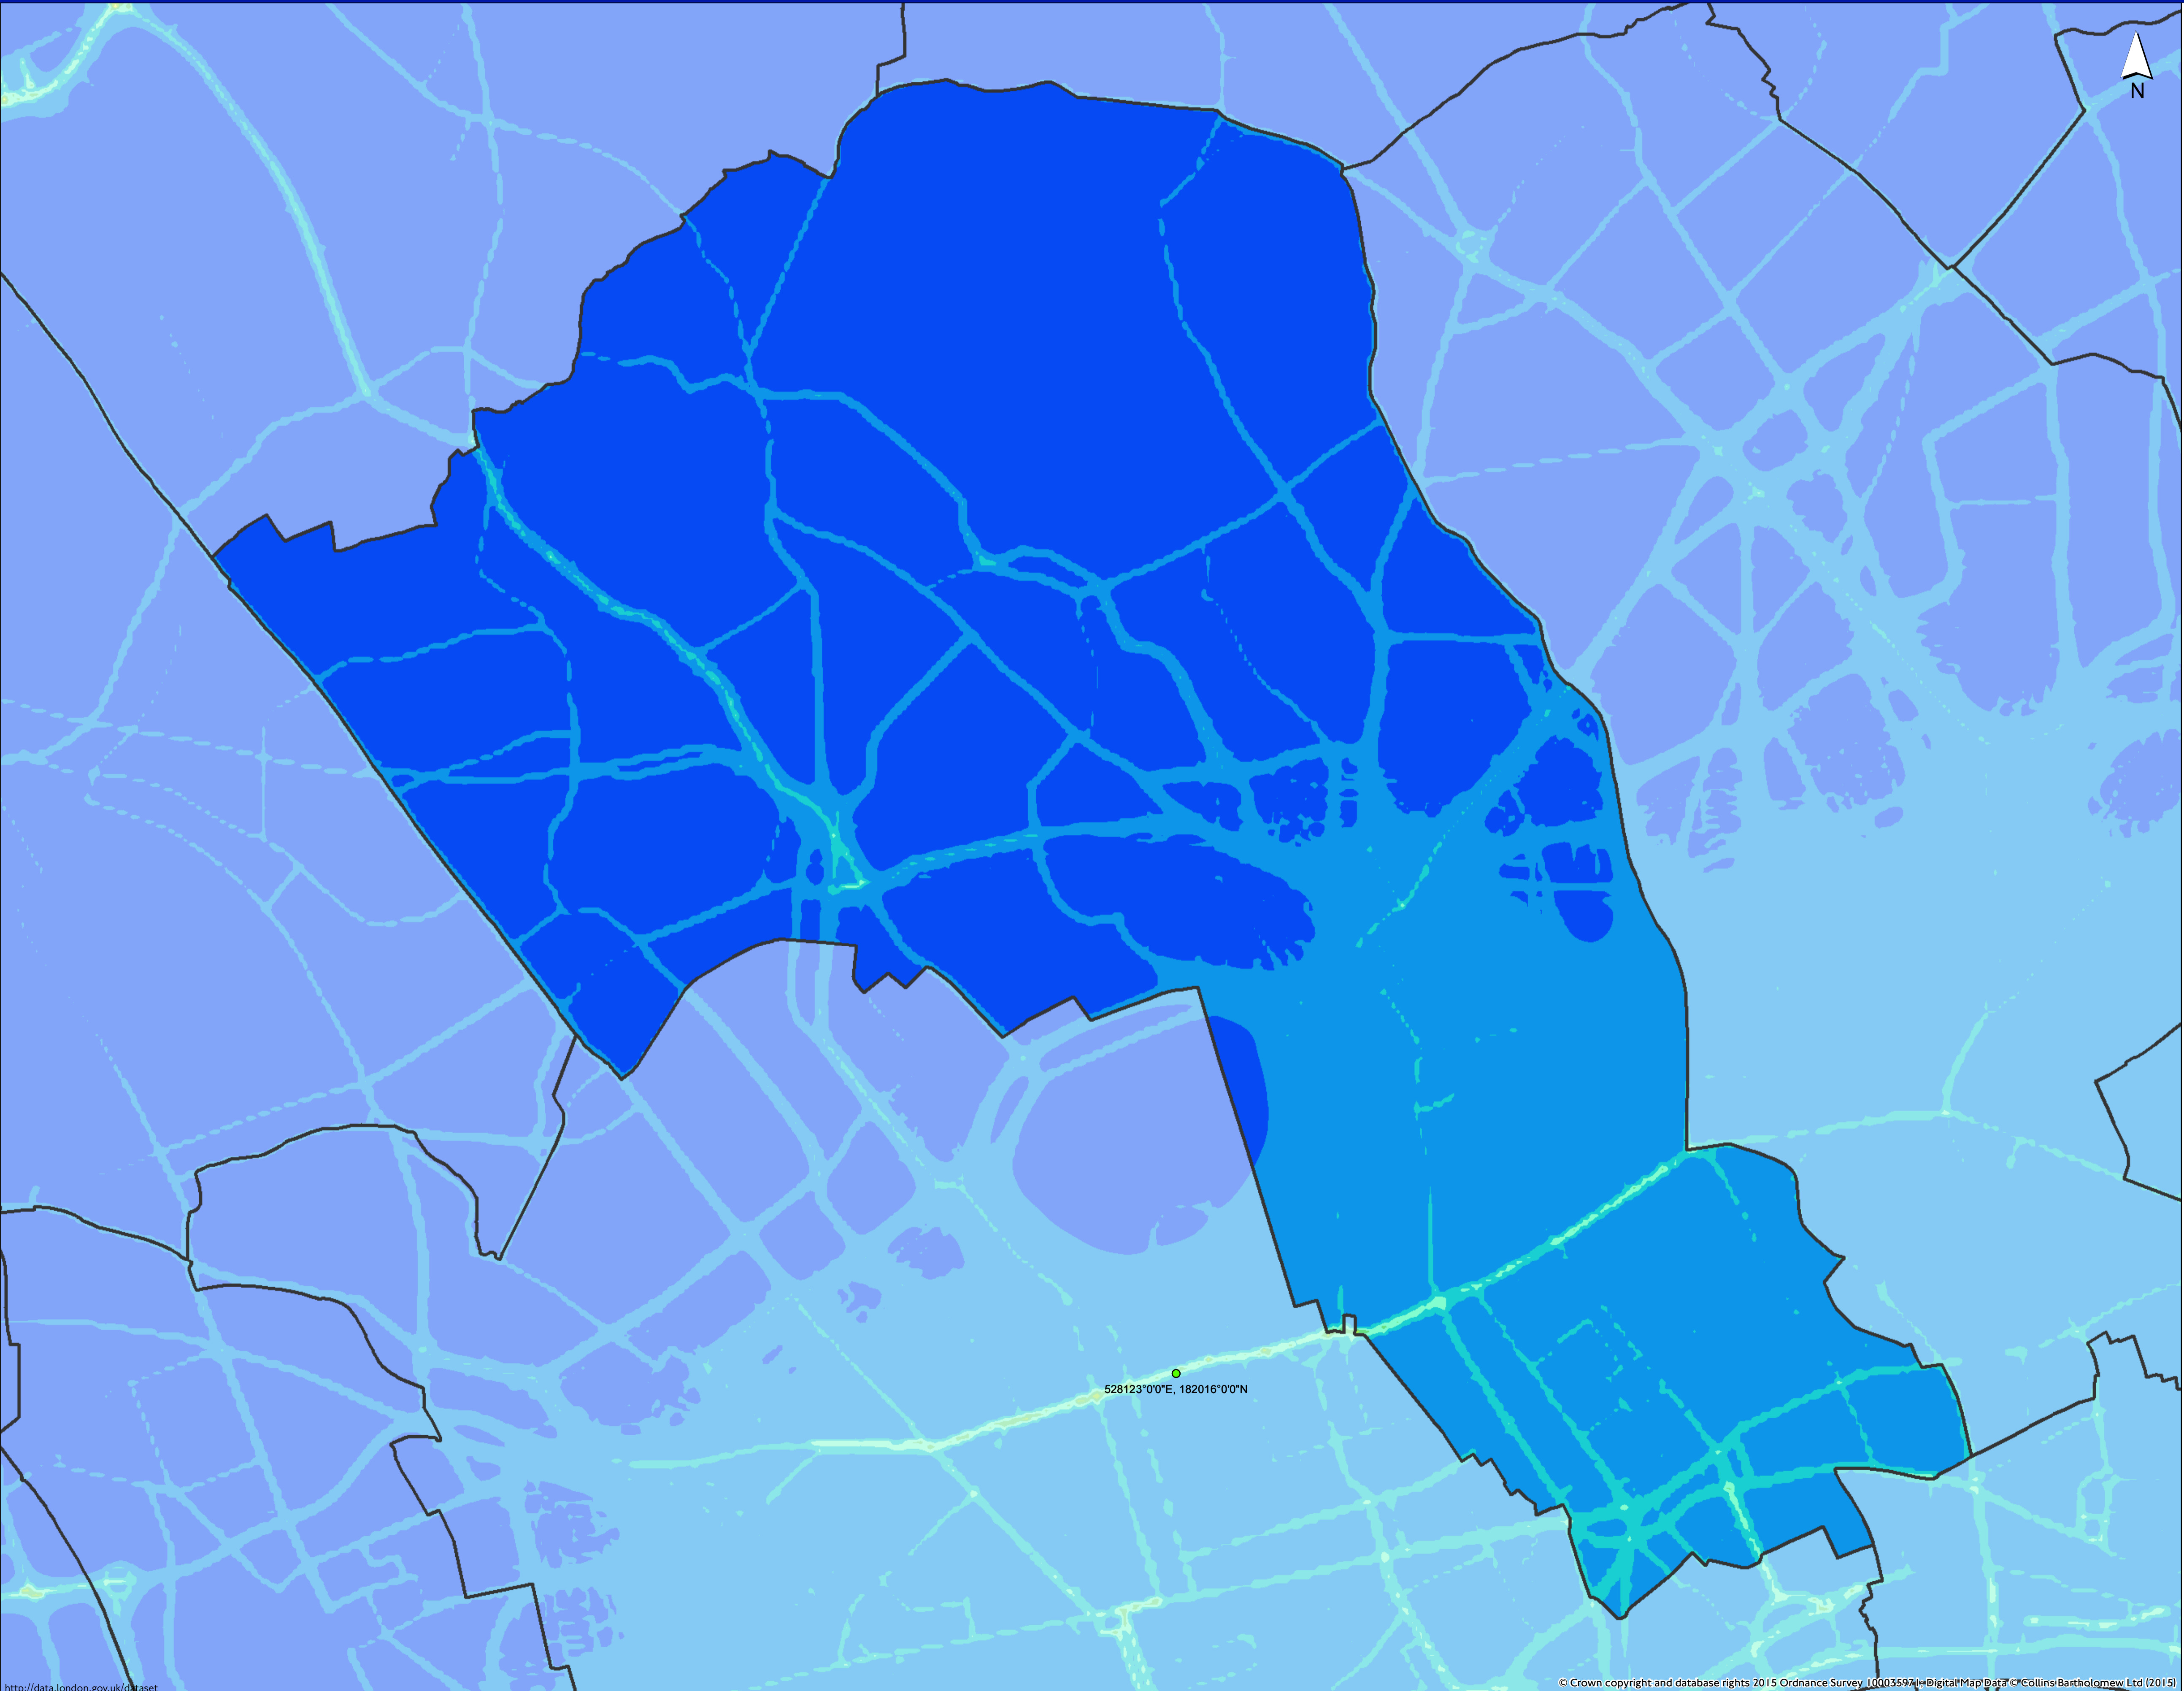 N
528123°0'0"E, 182016°0'0"N
http://data.london.gov.uk/dataset
© Crown copyright and database rights 2015 Ordnance Survey 100035971. Digital Map Data © Collins Bartholomew Ltd (2015)